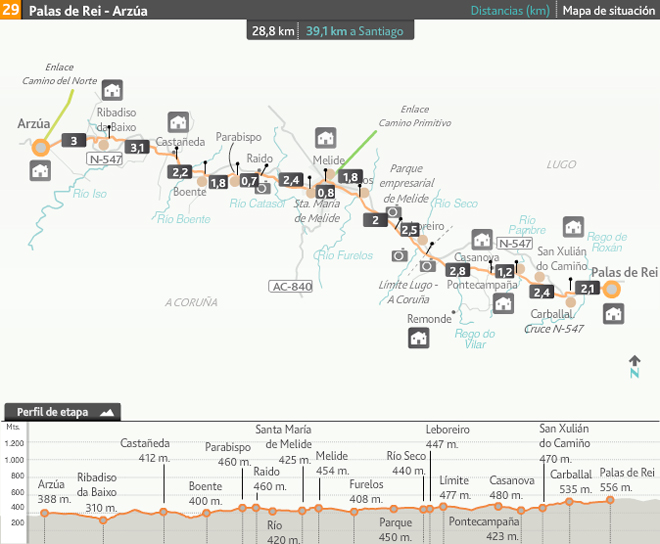 29 Palas de Rei - Arzúa
Distancias (km) Mapa de situación
28,8 km 39,1 km a Santiago
Enlace
Camino del Norte
Arzúa
3
Ribadiso
da Baixo
N-547
3,1
Río Iso
Castañeda
2,2
Boente
Río Boente
1,8
Parabispo
0,7
Raido
Río Catasol
2,4
Sta. María
de Melide
0,8
Melide
Enlace
Camino Primitivo
1,8
Río Furelos
AC-840
A CORUÑA
2
Parque
empresarial
de Melide
2,5
Río Seco
Límite Lugo -
A Coruña
2,8
Remonde
LUGO
N-547
Casanova
1,2
Pontecampaña
Río
Pambre
Rego do
Vilar
San Xulián
do Camiño
2,4
Carballal
Cruce N-547
Rego de
Roxán
2,1
Palas de Rei
N
Perfil de etapa
Mts.
1.200
1.000
800
600
400
200
Arzúa
388 m.
Ribadiso
da Baixo
310 m.
Castañeda
412 m.
Boente
400 m.
Parabispo
460 m.
Raido
460 m.
Río
420 m.
Santa María
de Melide
425 m.
Melide
454 m.
Furelos
408 m.
Parque
450 m.
Río Seco
440 m.
Leboreiro
447 m.
Límite
477 m.
Casanova
480 m.
Pontecampaña
423 m.
San Xulián
do Camiño
470 m.
Carballal
535 m.
Palas de Rei
556 m.